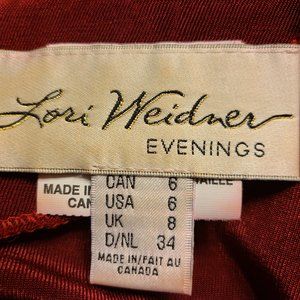 Lori Weidner
EVENINGS
MADE IN
CAN
CAN 6
USA 6
UK 8
D/NL 34
MADE IN/FAIT AU
CANADA